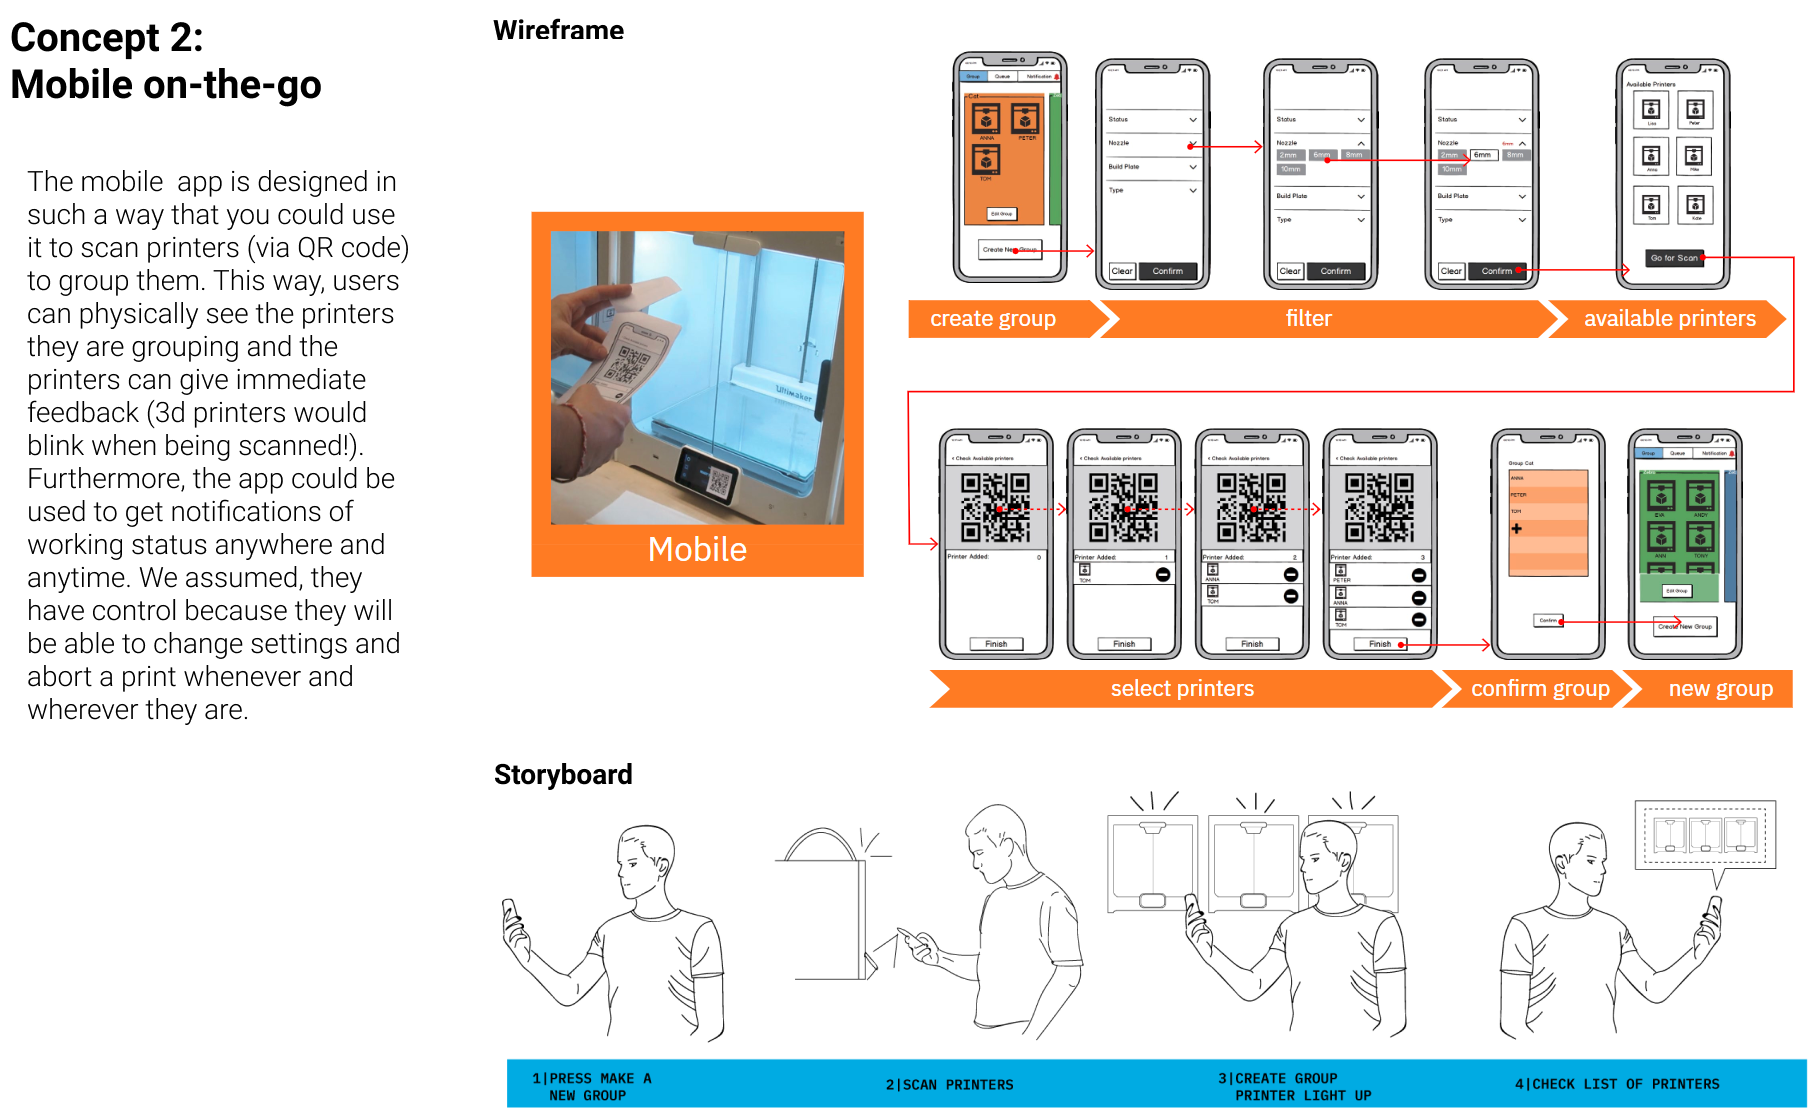 Concept 2:
Mobile on-the-go
The mobile app is designed in
such a way that you could use
it to scan printers (via QR code)
to group them. This way, users
can physically see the printers
they are grouping and the
printers can give immediate
feedback (3d printers would
blink when being scanned!).
Furthermore, the app could be
used to get notifications of
working status anywhere and
anytime. We assumed, they
have control because they will
be able to change settings and
abort a print whenever and
wherever they are.
Wireframe
Ultimaker
Mobile
Group Queue Notification
Cat
ANNA PETER
TOM
Edit Group
Create New Group
Status
Nozzle
Build Plate
Type
Clear Confirm
Status
Nozzle
2mm 6mm 8mm
10mm
Build Plate
Type
Clear Confirm
Status
Nozzle 6mm
2mm 6mm 8mm
10mm
Build Plate
Type
Clear Confirm
Available Printers
Lisa Peter
Anna Mike
Tom Kate
Go for Scan
create group
filter
available printers
< Check Available printers
Printer Added: 0
Finish
< Check Available printers
Printer Added: 1
TOM
Finish
< Check Available printers
Printer Added: 2
ANNA
TOM
Finish
< Check Available printers
Printer Added: 3
PETER
ANNA
TOM
Finish
Group Cat
ANNA
PETER
TOM
Confirm
Group Queue Notification
EVA ANDY
ANN TONY
Edit Group
Create New Group
select printers
confirm group
new group
Storyboard
1|PRESS MAKE A
NEW GROUP
2|SCAN PRINTERS
3|CREATE GROUP
PRINTER LIGHT UP
4|CHECK LIST OF PRINTERS